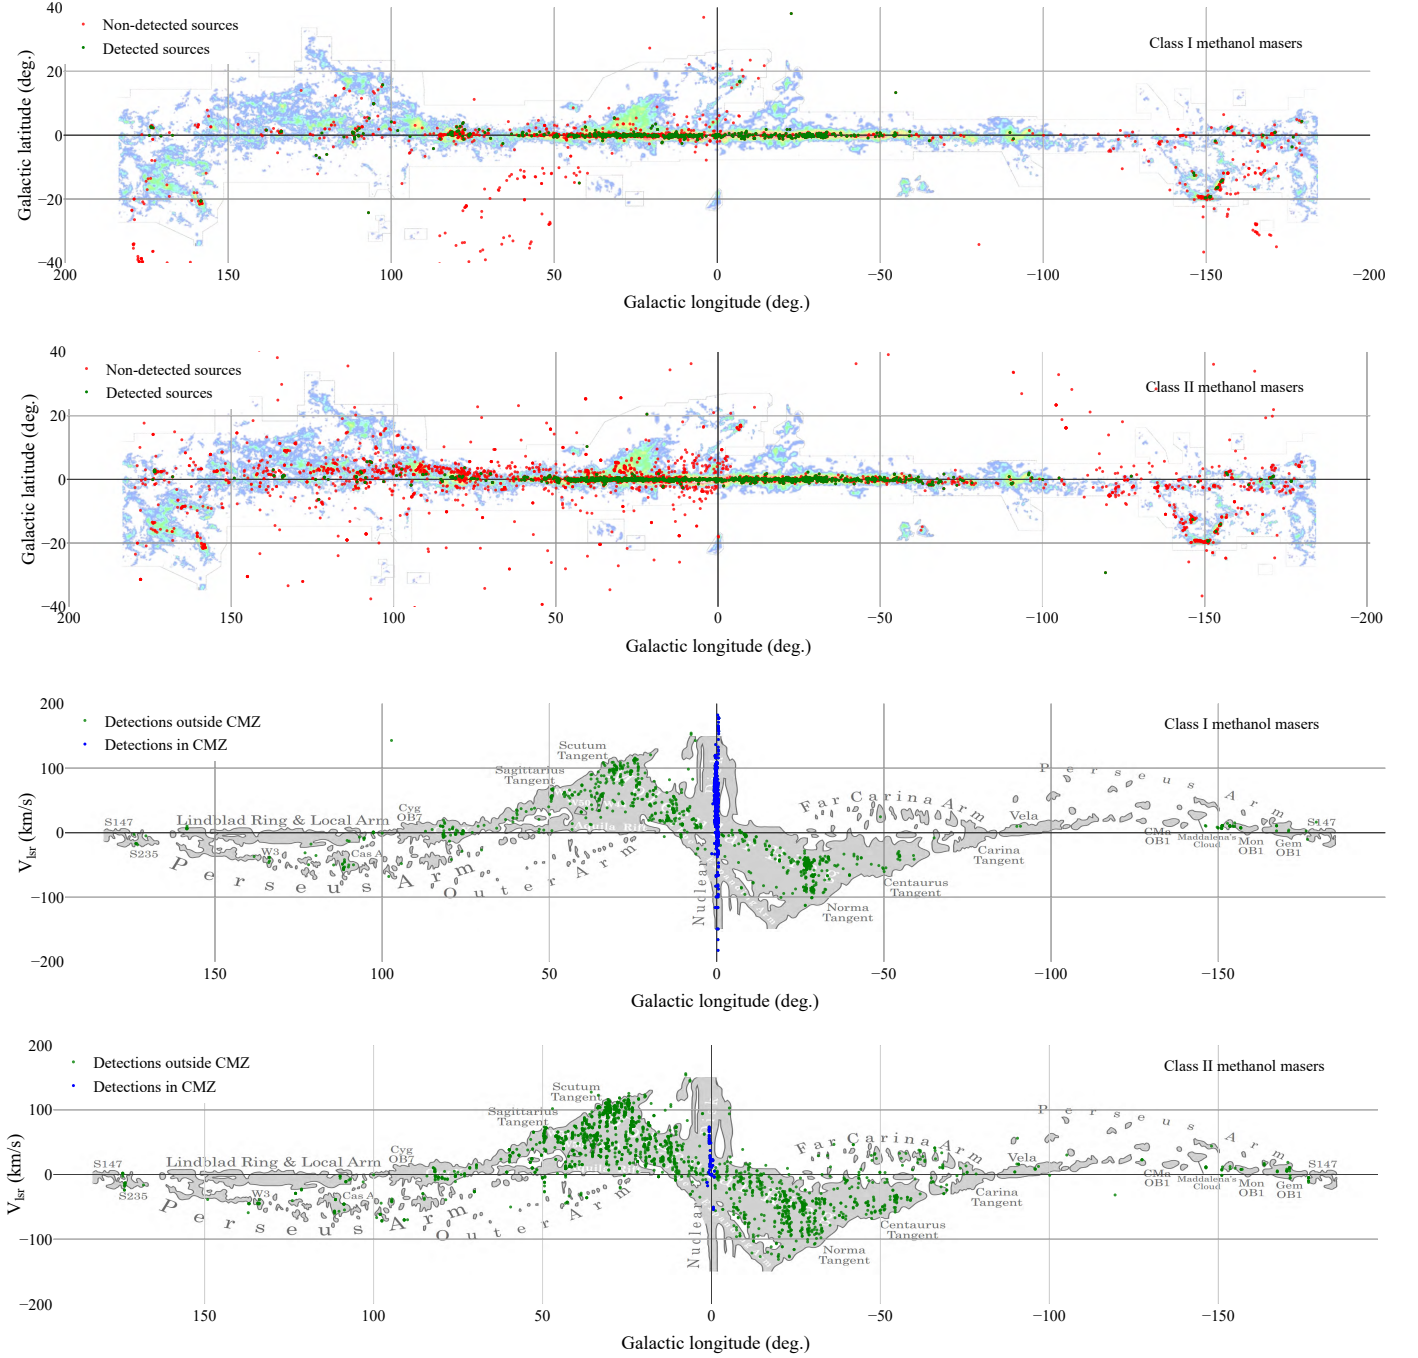 40
20
0
−20
−40
Galactic latitude (deg.)
Non-detected sources
Detected sources
Class I methanol masers
200
150
100
50
0
−50
−100
−150
−200
Galactic longitude (deg.)
40
20
0
−20
−40
Galactic latitude (deg.)
Non-detected sources
Detected sources
Class II methanol masers
200
150
100
50
0
−50
−100
−150
−200
Galactic longitude (deg.)
200
100
0
−100
−200
Vlsr (km/s)
Detections outside CMZ
Detections in CMZ
Class I methanol masers
Scutum
Tangent
Sagittarius
Tangent
Cyg
OB7
Lindblad Ring & Local Arm
S147
S235
W3
Cas A
Perseus Arm
Outer Arm
Nuclear
Far Carina Arm
Perseus Arm
Vela
Carina
Tangent
Centaurus
Tangent
Norma
Tangent
CMa
OB1
Maddalena's
Cloud
Mon
OB1
Gem
OB1
S147
150
100
50
0
−50
−100
−150
Galactic longitude (deg.)
200
100
0
−100
−200
Vlsr (km/s)
Detections outside CMZ
Detections in CMZ
Class II methanol masers
Scutum
Tangent
Sagittarius
Tangent
Cyg
OB7
Lindblad Ring & Local Arm
S147
S235
W3
Cas A
Perseus Arm
Outer Ar
Nuclear
Far Carina Arm
Perseus Arm
Vela
Carina
Tangent
Centaurus
Tangent
Norma
Tangent
CMa
OB1
Maddalena's
Cloud
Mon
OB1
Gem
OB1
S147
150
100
50
0
−50
−100
−150
Galactic longitude (deg.)